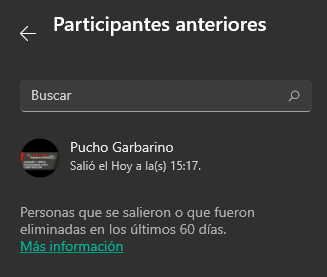 Participantes anteriores
Buscar
Pucho Garbarino
Salió el Hoy a la(s) 15:17.
Personas que se salieron o que fueron
eliminadas en los últimos 60 días.
Más información